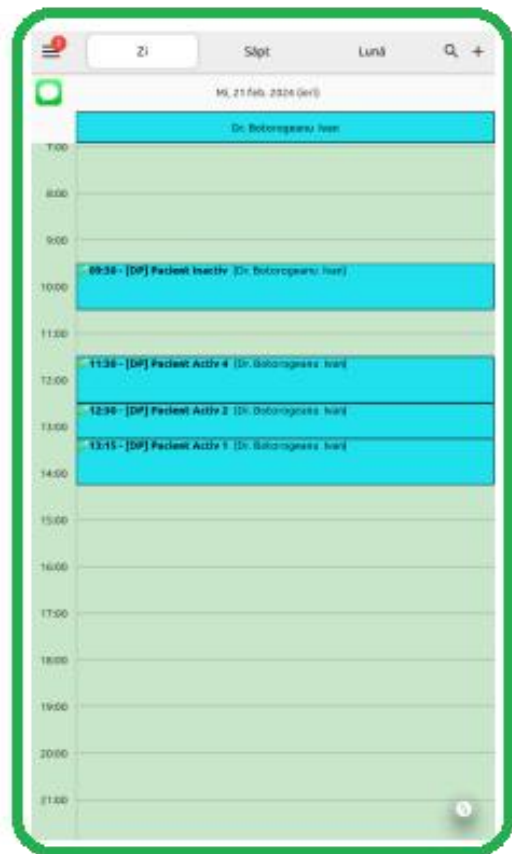 Zi Săpt Lună
Mi, 21 feb. 2024 (ieri)
Dr. Botorogeanu Ivan
7:00
8:00
9:00
09:30 - [DP] Pacient Inactiv (Dr. Botorogeanu Ivan)
10:00
11:00
11:30 - [DP] Pacient Activ 4 (Dr. Botorogeanu Ivan)
12:00
12:30 - [DP] Pacient Activ 2 (Dr. Botorogeanu Ivan)
13:00
13:15 - [DP] Pacient Activ 1 (Dr. Botorogeanu Ivan)
14:00
15:00
16:00
17:00
18:00
19:00
20:00
21:00